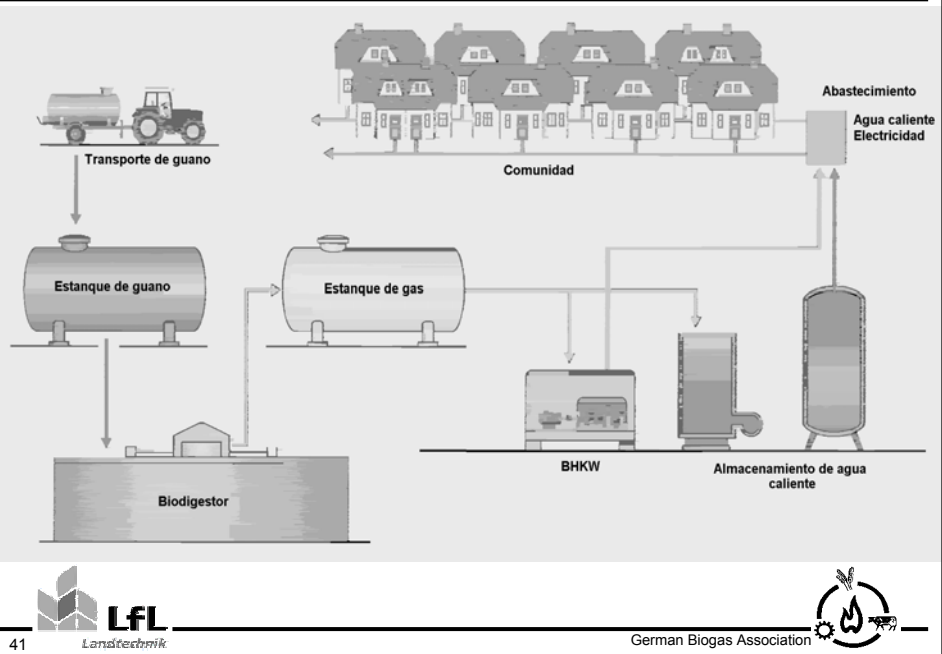 Abastecimiento
Agua caliente
Electricidad
Transporte de guano
Comunidad
Estanque de guano
Estanque de gas
BHKW
Almacenamiento de agua
caliente
Biodigestor
LfL
Landtechnik
41
German Biogas Association